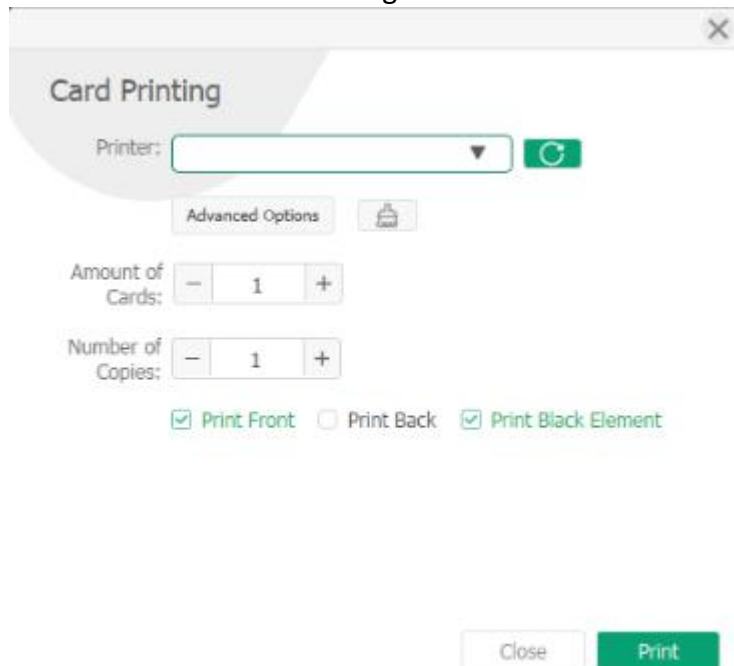 Card Printing
Printer:
Advanced Options
Amount of
Cards:
− 1 +
Number of
Copies:
− 1 +
Print Front Print Back Print Black Element
Close Print